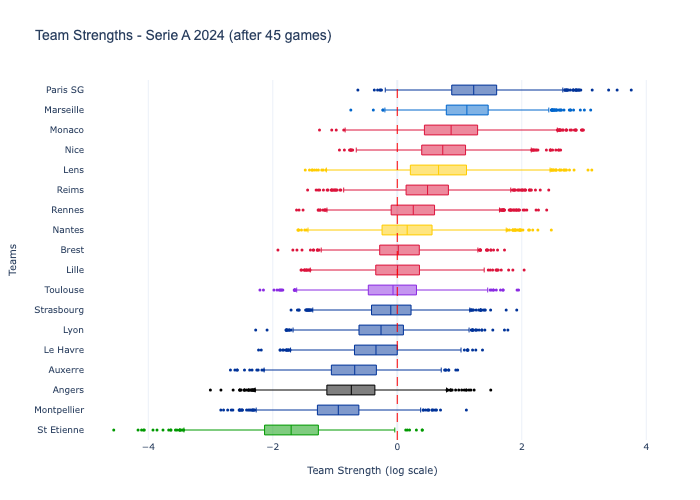 Team Strengths - Serie A 2024 (after 45 games)
Paris SG
Marseille
Monaco
Nice
Lens
Reims
Rennes
Nantes
Brest
Lille
Toulouse
Strasbourg
Lyon
Le Havre
Auxerre
Angers
Montpellier
St Etienne
Teams
−4
−2
0
2
4
Team Strength (log scale)